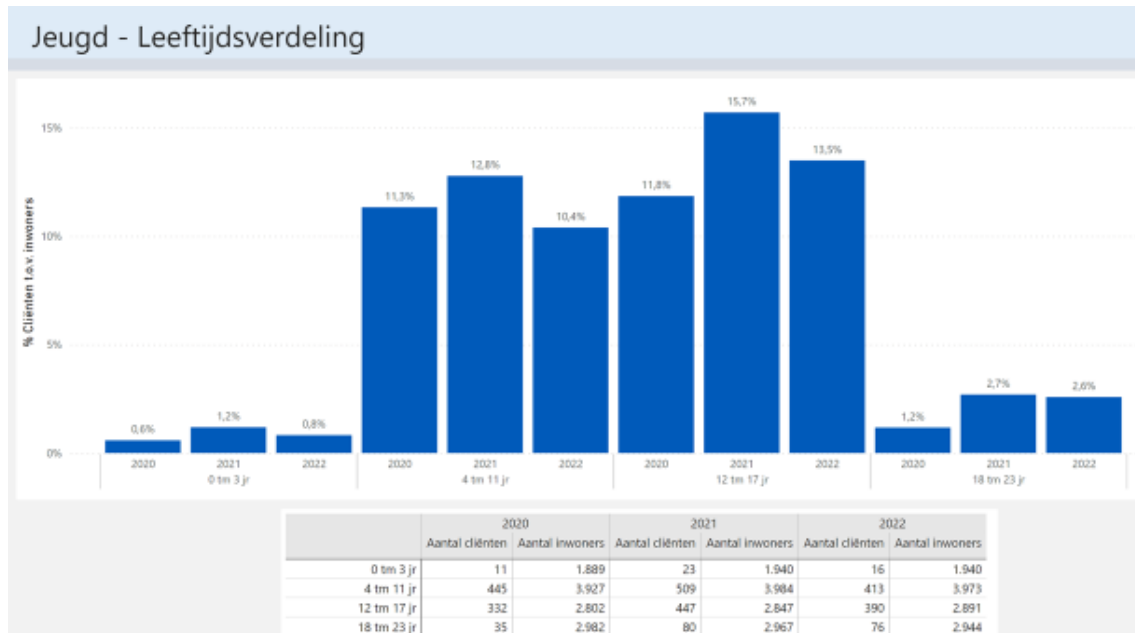 Jeugd - Leeftijdsverdeling
% Cliënten t.o.v. inwoners
15%
10%
5%
0%
0,6%
1,2%
0,8%
11,3%
12,8%
10,4%
11,8%
15,7%
13,5%
1,2%
2,7%
2,6%
2020 2021 2022 2020 2021 2022 2020 2021 2022 2020 2021 2022
0 tm 3 jr 4 tm 11 jr 12 tm 17 jr 18 tm 23 jr
2020 2021 2022
Aantal cliënten Aantal inwoners Aantal cliënten Aantal inwoners Aantal cliënten Aantal inwoners
0 tm 3 jr 11 1.889 23 1.940 16 1.940
4 tm 11 jr 445 3.927 509 3.984 413 3.973
12 tm 17 jr 332 2.802 447 2.847 390 2.891
18 tm 23 jr 35 2.982 80 2.967 76 2.944